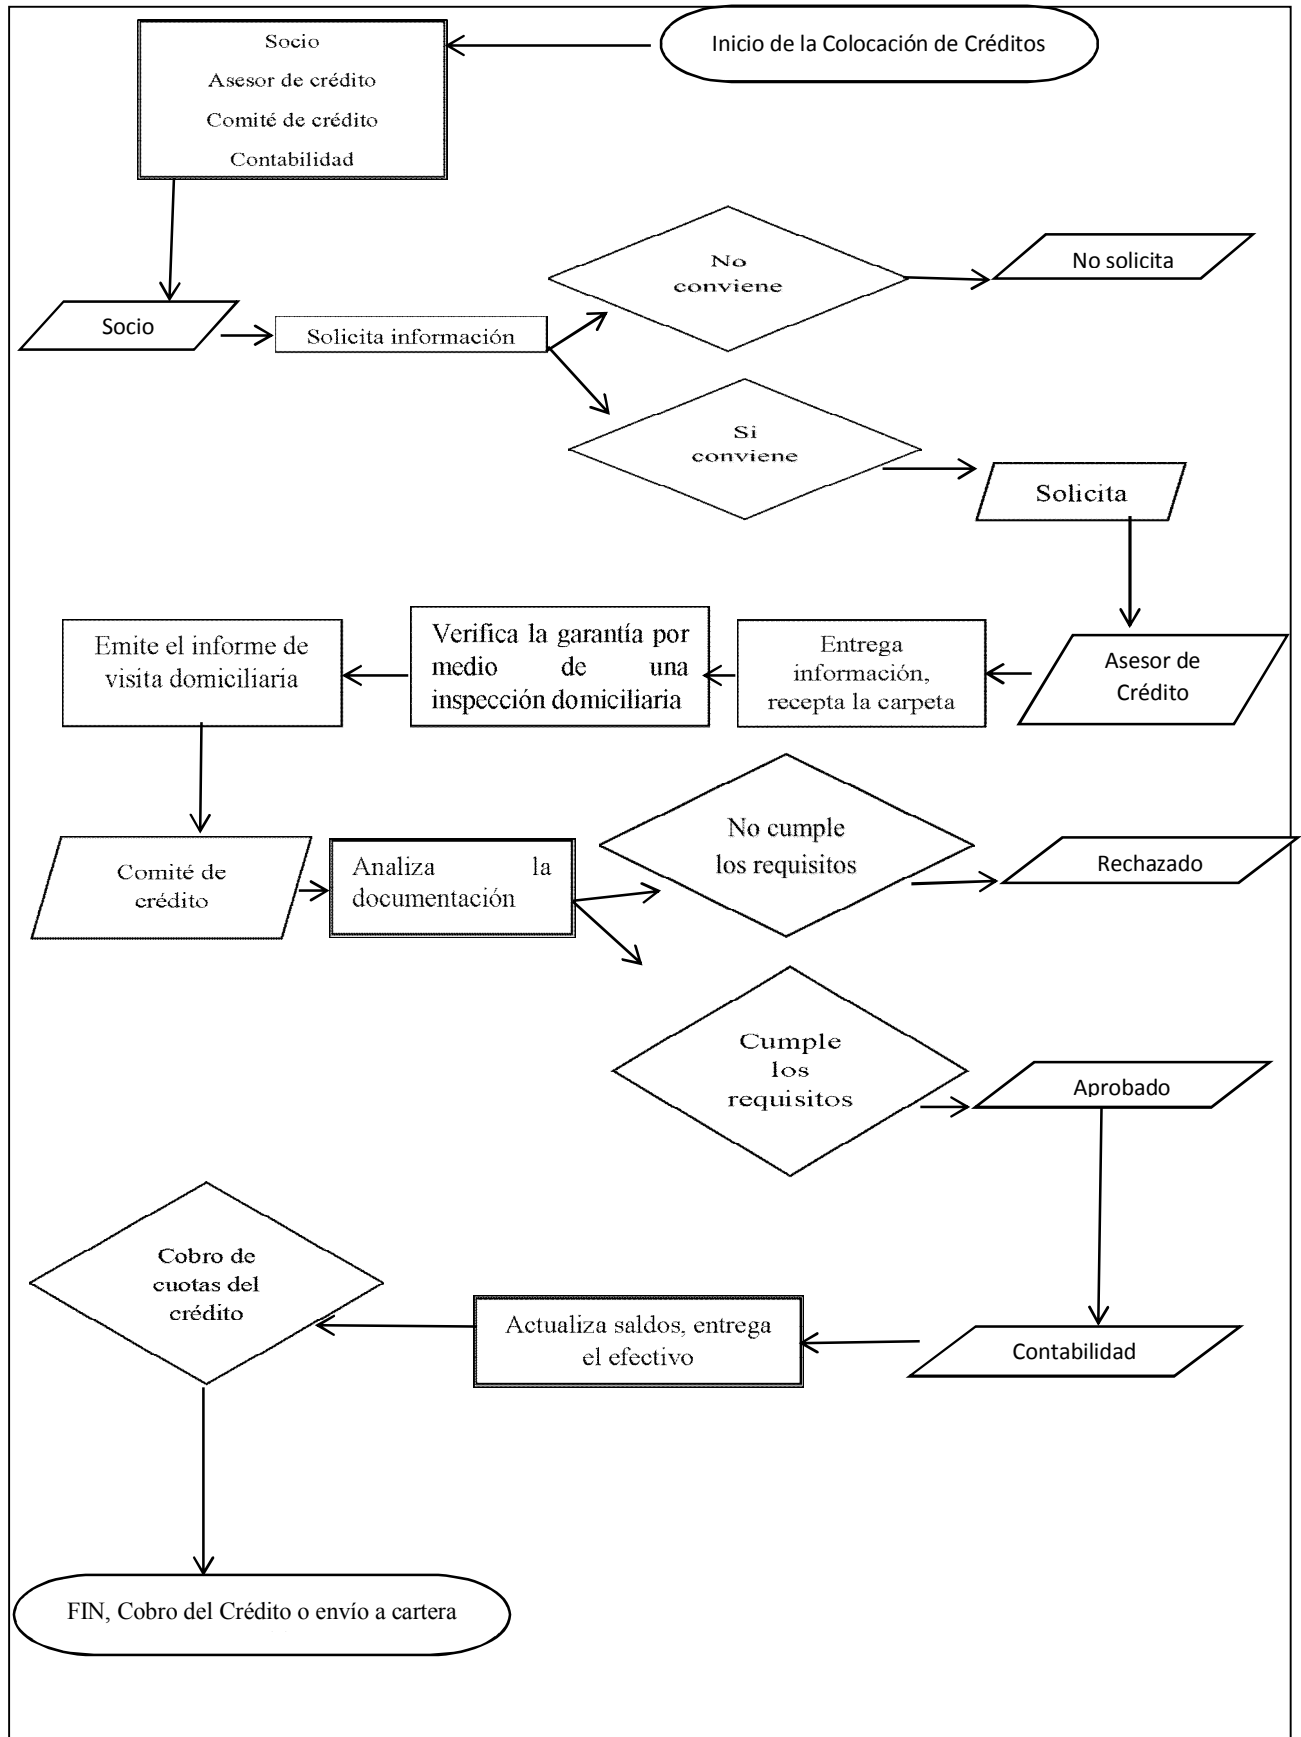 Inicio de la Colocación de Créditos
Socio
Asesor de crédito
Comité de crédito
Contabilidad
No
conviene
No solicita
Socio
Solicita información
Si
conviene
Solicita
Emite el informe de
visita domiciliaria
Verifica la garantía por
medio de una
inspección domiciliaria
Entrega
información,
recepta la carpeta
Asesor de
Crédito
No cumple
los requisitos
Rechazado
Comité de
crédito
Analiza la
documentación
Cumple
los
requisitos
Aprobado
Cobro de
cuotas del
crédito
Actualiza saldos, entrega
el efectivo
Contabilidad
FIN, Cobro del Crédito o envío a cartera